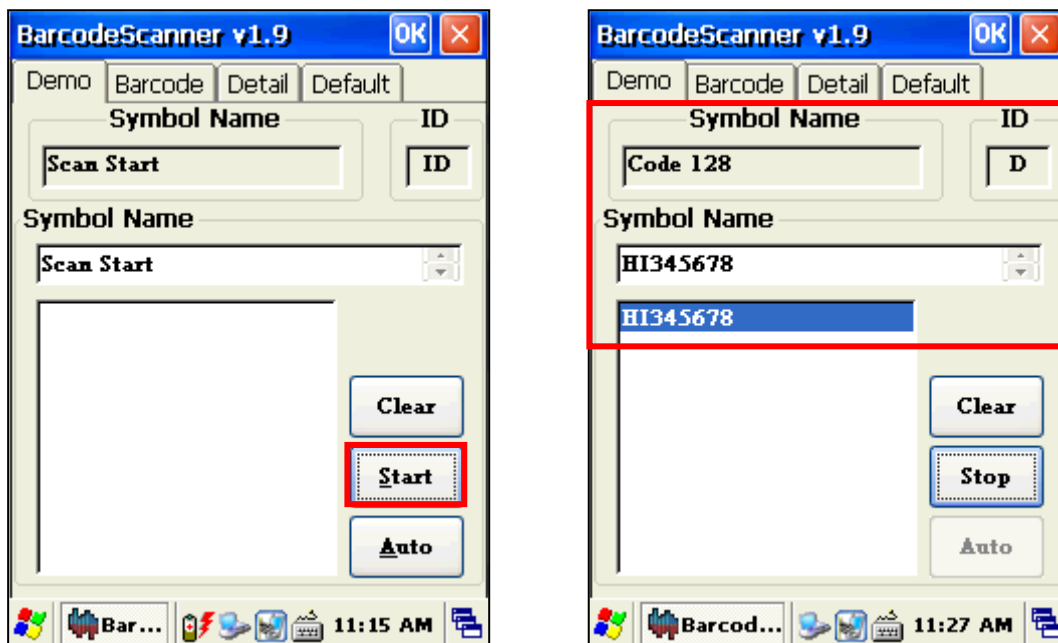 BarcodeScanner v1.9 OK
Demo Barcode Detail Default
Symbol Name ID
Scan Start ID
Symbol Name
Scan Start
Clear
Start
Auto
Bar... 11:15 AM
BarcodeScanner v1.9 OK
Demo Barcode Detail Default
Symbol Name ID
Code 128 D
Symbol Name
HI345678
HI345678
Clear
Stop
Auto
Barcod... 11:27 AM